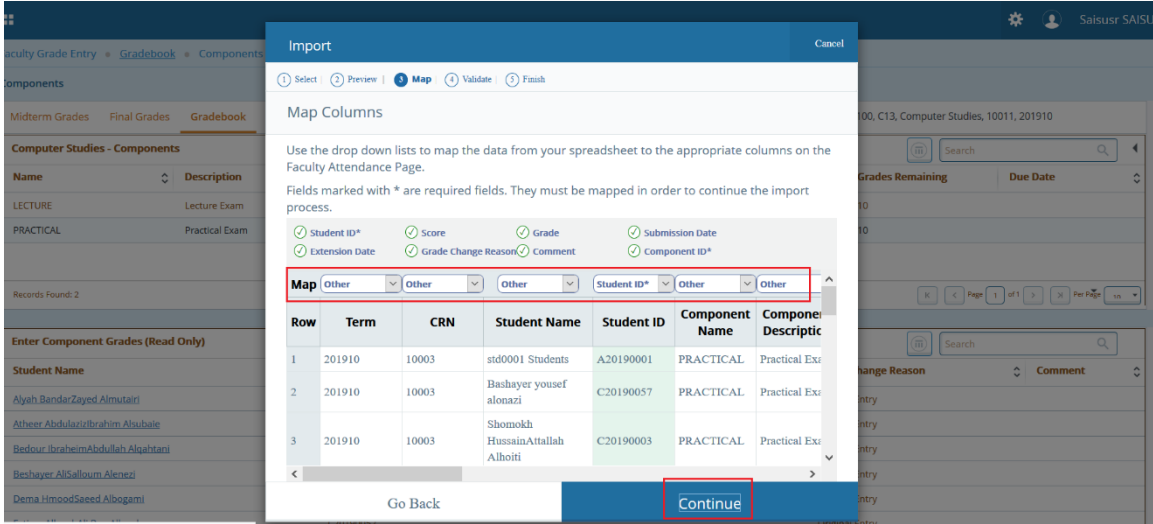 Saisusr SAISU
aculty Grade Entry • Gradebook • Components
omponents
Midterm Grades Final Grades Gradebook
100, C13, Computer Studies, 10011, 201910
Computer Studies - Components
Search
Name Description Grades Remaining Due Date
LECTURE Lecture Exam 10
PRACTICAL Practical Exam 10
Records Found: 2
Page 1 of 1 Per Page 10
Enter Component Grades (Read Only)
Search
Student Name hange Reason Comment
Alyah BandarZayed Almutairi ntry
Atheer AbdulazizIbrahim Alsubaie ntry
Bedour IbraheimAbdullah Alqahtani ntry
Beshayer AliSalloum Alenezi ntry
Dema HmoodSaeed Albogami ntry
Import Cancel
1 Select | 2 Preview | 3 Map | 4 Validate | 5 Finish
Map Columns
Use the drop down lists to map the data from your spreadsheet to the appropriate columns on the
Faculty Attendance Page.
Fields marked with * are required fields. They must be mapped in order to continue the import
process.
Student ID* Score Grade Submission Date
Extension Date Grade Change Reason Comment Component ID*
Map Other Other Other Student ID* Other Other
Row Term CRN Student Name Student ID Component Name Componen Descriptic
1 201910 10003 std0001 Students A20190001 PRACTICAL Practical Exa
2 201910 10003 Bashayer yousef alonazi C20190057 PRACTICAL Practical Exa
3 201910 10003 Shomokh HussainAttallah Alhoiti C20190003 PRACTICAL Practical Exa
Go Back Continue